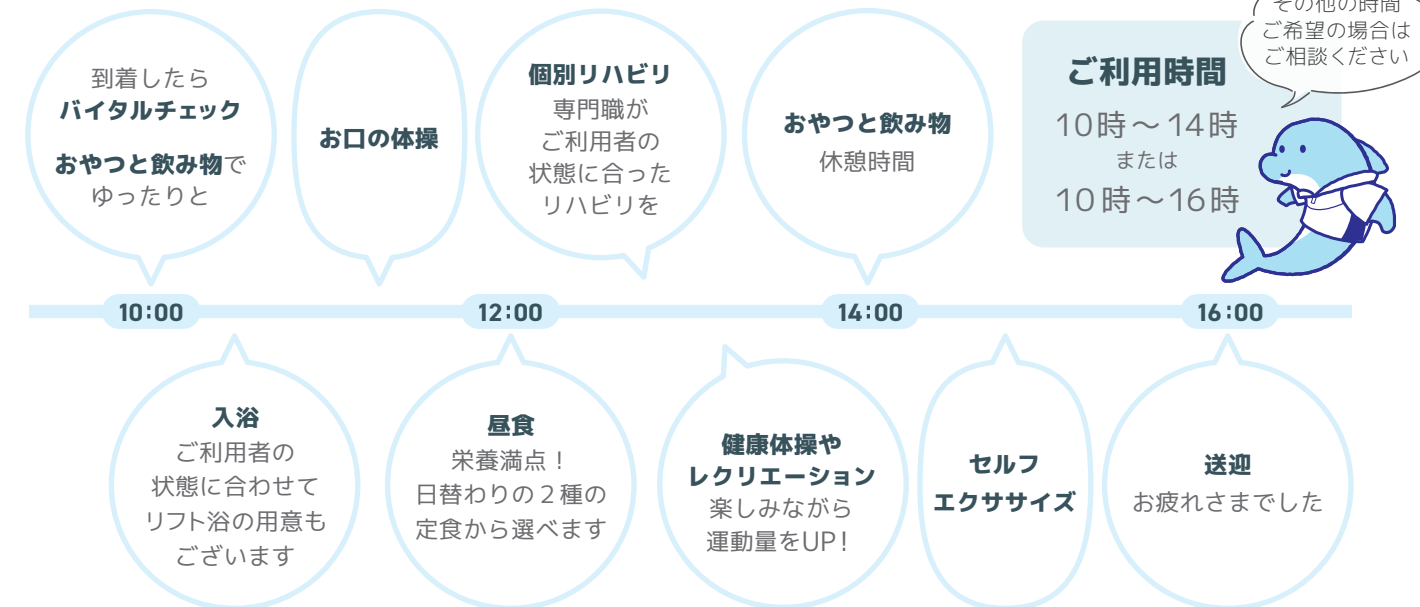 到着したら
バイタルチェック
おやつと飲み物で
ゆったりと
お口の体操
個別リハビリ
専門職が
ご利用者の
状態に合った
リハビリを
おやつと飲み物
休憩時間
その他の時間
ご希望の場合は
ご相談ください
ご利用時間
10時～14時
または
10時～16時
10:00
12:00
14:00
16:00
入浴
ご利用者の
状態に合わせて
リフト浴の用意も
ございます
昼食
栄養満点！
日替わりの２種の
定食から選べます
健康体操や
レクリエーション
楽しみながら
運動量をUP！
セルフ
エクササイズ
送迎
お疲れさまでした